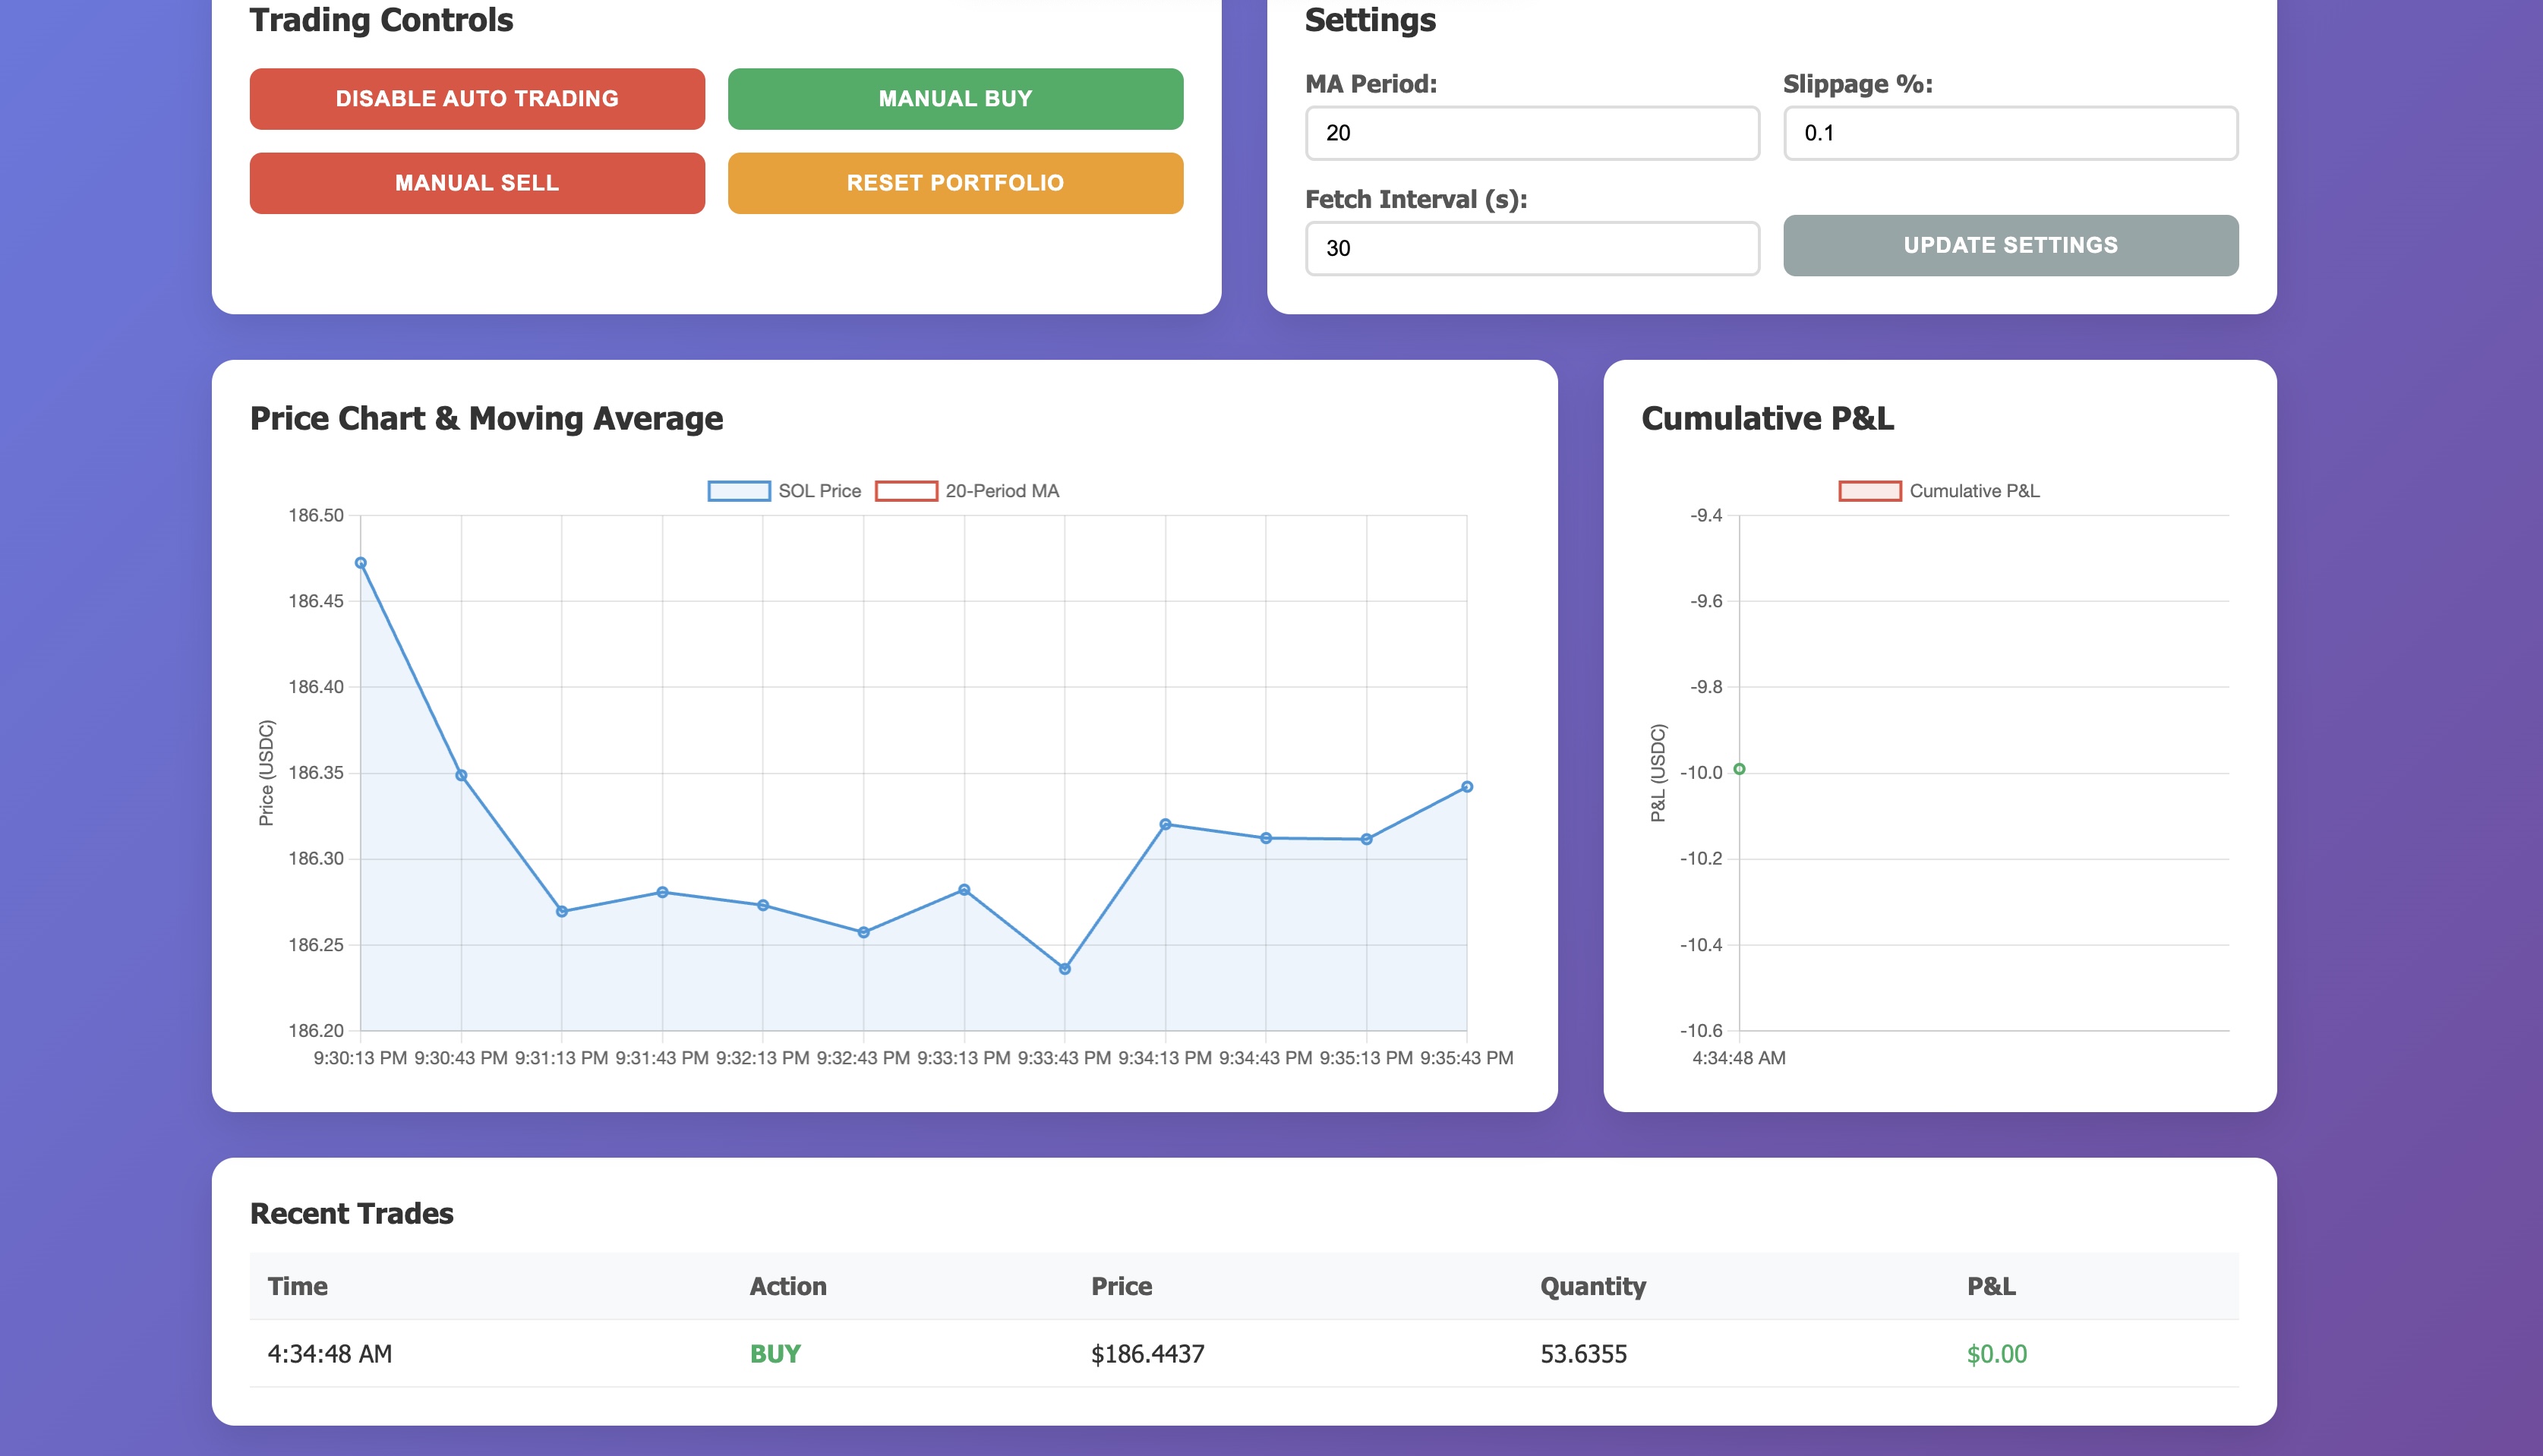 Trading Controls
DISABLE AUTO TRADING
MANUAL BUY
MANUAL SELL
RESET PORTFOLIO
Settings
MA Period:
Slippage %:
20
0.1
Fetch Interval (s):
30
UPDATE SETTINGS
Price Chart & Moving Average
SOL Price
20-Period MA
186.50
186.45
186.40
186.35
186.30
186.25
186.20
Price (USDC)
9:30:13 PM 9:30:43 PM 9:31:13 PM 9:31:43 PM 9:32:13 PM 9:32:43 PM 9:33:13 PM 9:33:43 PM 9:34:13 PM 9:34:43 PM 9:35:13 PM 9:35:43 PM
Cumulative P&L
Cumulative P&L
-9.4
-9.6
-9.8
-10.0
-10.2
-10.4
-10.6
P&L (USDC)
4:34:48 AM
Recent Trades
Time Action Price Quantity P&L
4:34:48 AM BUY $186.4437 53.6355 $0.00